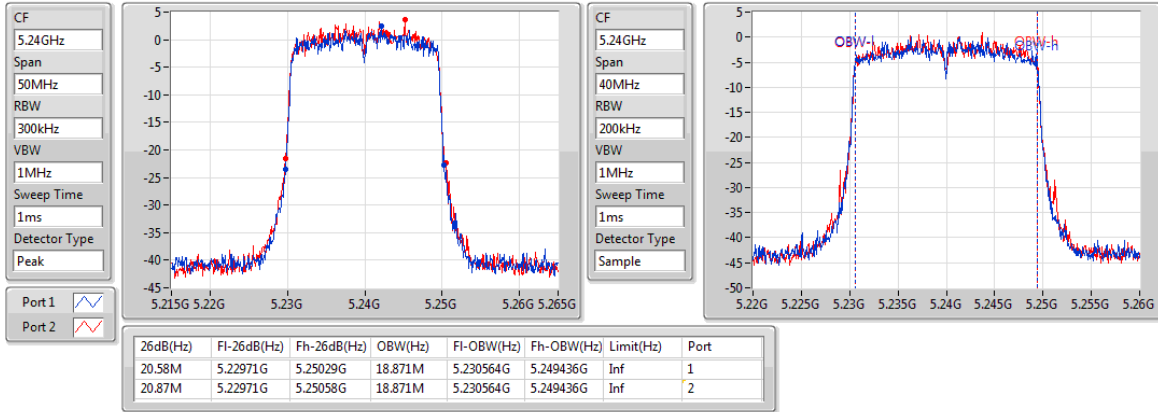 CF
5.24GHz
Span
50MHz
RBW
300kHz
VBW
1MHz
Sweep Time
1ms
Detector Type
Peak
Port 1
Port 2
5
0
-5
-10
-15
-20
-25
-30
-35
-40
-45
5.215G 5.22G 5.23G 5.24G 5.25G 5.26G 5.265G
CF
5.24GHz
Span
40MHz
RBW
200kHz
VBW
1MHz
Sweep Time
1ms
Detector Type
Sample
5
0
-5
-10
-15
-20
-25
-30
-35
-40
-45
-50
OBW-l OBW-h
5.22G 5.225G 5.23G 5.235G 5.24G 5.245G 5.25G 5.255G 5.26G
26dB(Hz) Fl-26dB(Hz) Fh-26dB(Hz) OBW(Hz) Fl-OBW(Hz) Fh-OBW(Hz) Limit(Hz) Port
20.58M 5.22971G 5.25029G 18.871M 5.230564G 5.249436G Inf 1
20.87M 5.22971G 5.25058G 18.871M 5.230564G 5.249436G Inf 2